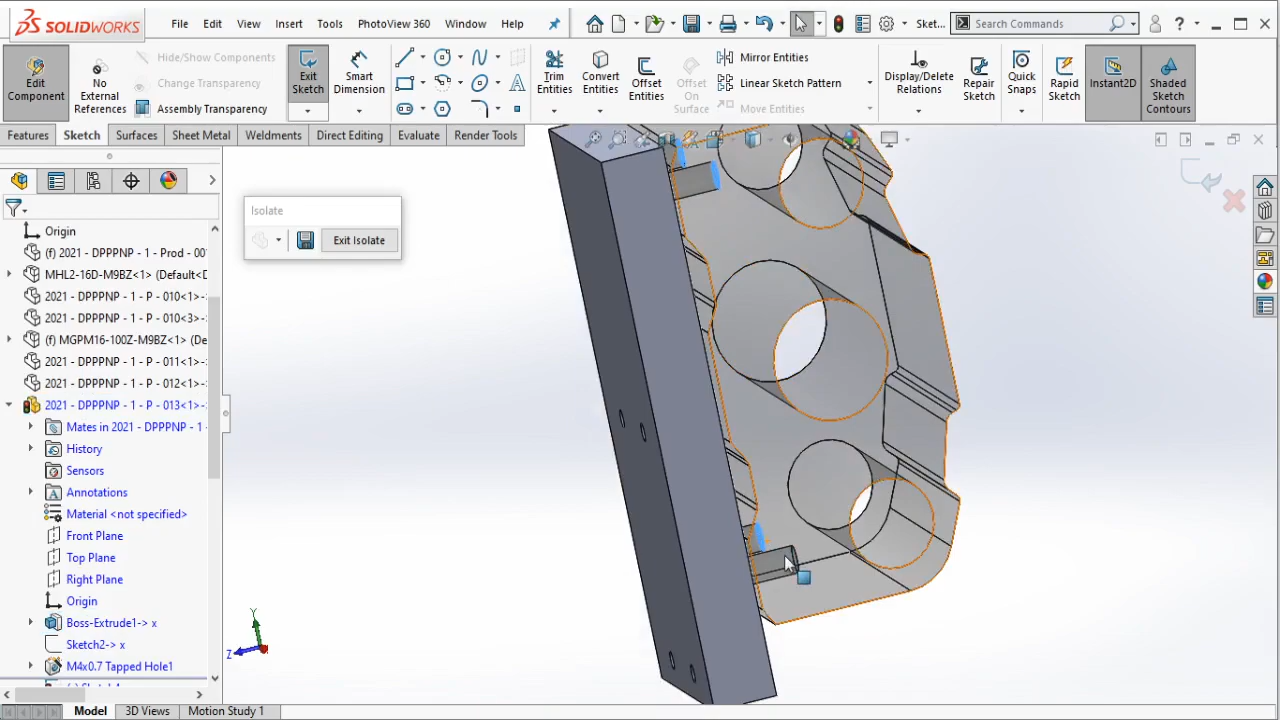 SOLIDWORKS
File Edit View Insert Tools PhotoView 360 Window Help
Sket...
Search Commands
Edit Component
No External References
Hide/Show Components
Change Transparency
Assembly Transparency
Exit Sketch
Smart Dimension
Trim Entities
Convert Entities
Offset Entities
Offset On Surface
Mirror Entities
Linear Sketch Pattern
Move Entities
Display/Delete Relations
Repair Sketch
Quick Snaps
Rapid Sketch
Instant2D
Shaded Sketch Contours
Features Sketch Surfaces Sheet Metal Weldments Direct Editing Evaluate Render Tools
Isolate
Exit Isolate
Origin
(f) 2021 - DPPPNP - 1 - Prod - 00
MHL2-16D-M9BZ<1> (Default<D
2021 - DPPPNP - 1 - P - 010<1>->
2021 - DPPPNP - 1 - P - 010<3>->
(f) MGPM16-100Z-M9BZ<1> (De
2021 - DPPPNP - 1 - P - 011<1>->
2021 - DPPPNP - 1 - P - 012<1>->
2021 - DPPPNP - 1 - P - 013<1>->
Mates in 2021 - DPPPNP - 1 -
History
Sensors
Annotations
Material <not specified>
Front Plane
Top Plane
Right Plane
Origin
Boss-Extrude1-> x
Sketch2-> x
M4x0.7 Tapped Hole1
Y
Z
Model 3D Views Motion Study 1